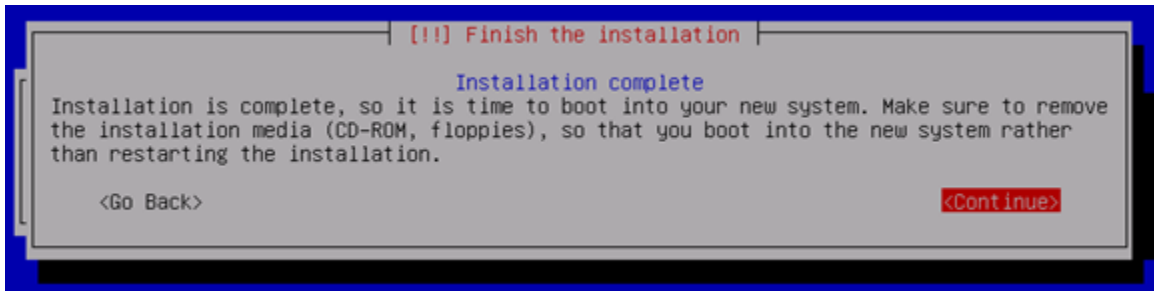 [!!] Finish the installation
Installation complete
Installation is complete, so it is time to boot into your new system. Make sure to remove
the installation media (CD-ROM, floppies), so that you boot into the new system rather
than restarting the installation.
<Go Back> <Continue>